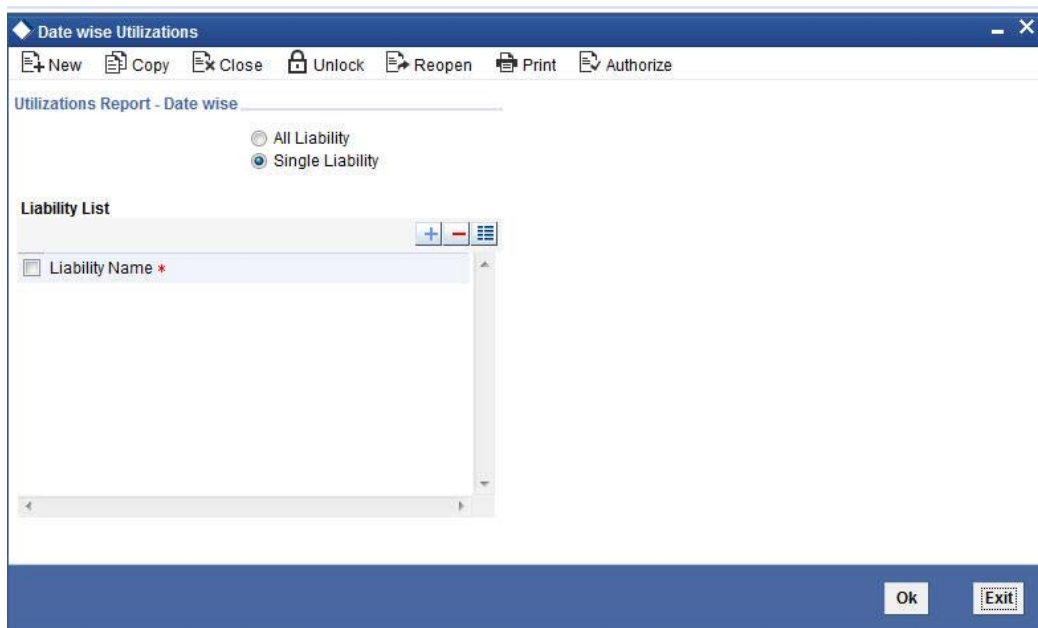 Date wise Utilizations
New Copy Close Unlock Reopen Print Authorize
Utilizations Report - Date wise
All Liability
Single Liability
Liability List
Liability Name *
Ok Exit